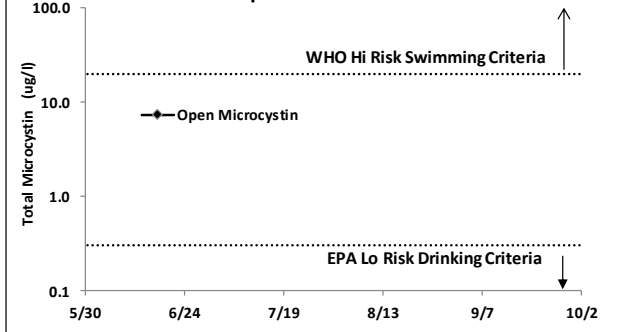 100.0
WHO Hi Risk Swimming Criteria
Total Microcystin (ug/l)
10.0
Open Microcystin
1.0
EPA Lo Risk Drinking Criteria
0.1
5/30 6/24 7/19 8/13 9/7 10/2